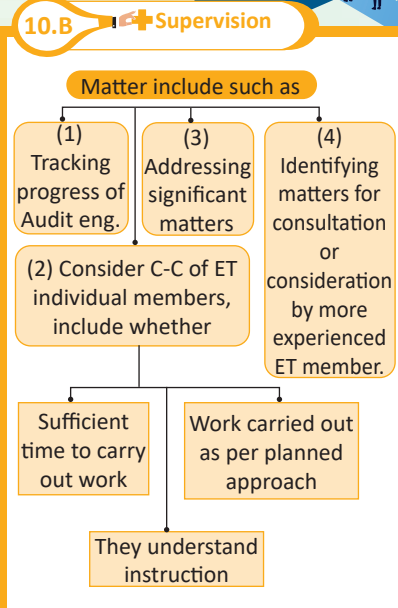 10.B
Supervision
Matter include such as
(1)
Tracking
progress of
Audit eng.
(3)
Addressing
significant
matters
(4)
Identifying
matters for
consultation
or
consideration
by more
experienced
ET member.
(2) Consider C-C of ET
individual members,
include whether
Sufficient
time to carry
out work
Work carried out
as per planned
approach
They understand
instruction